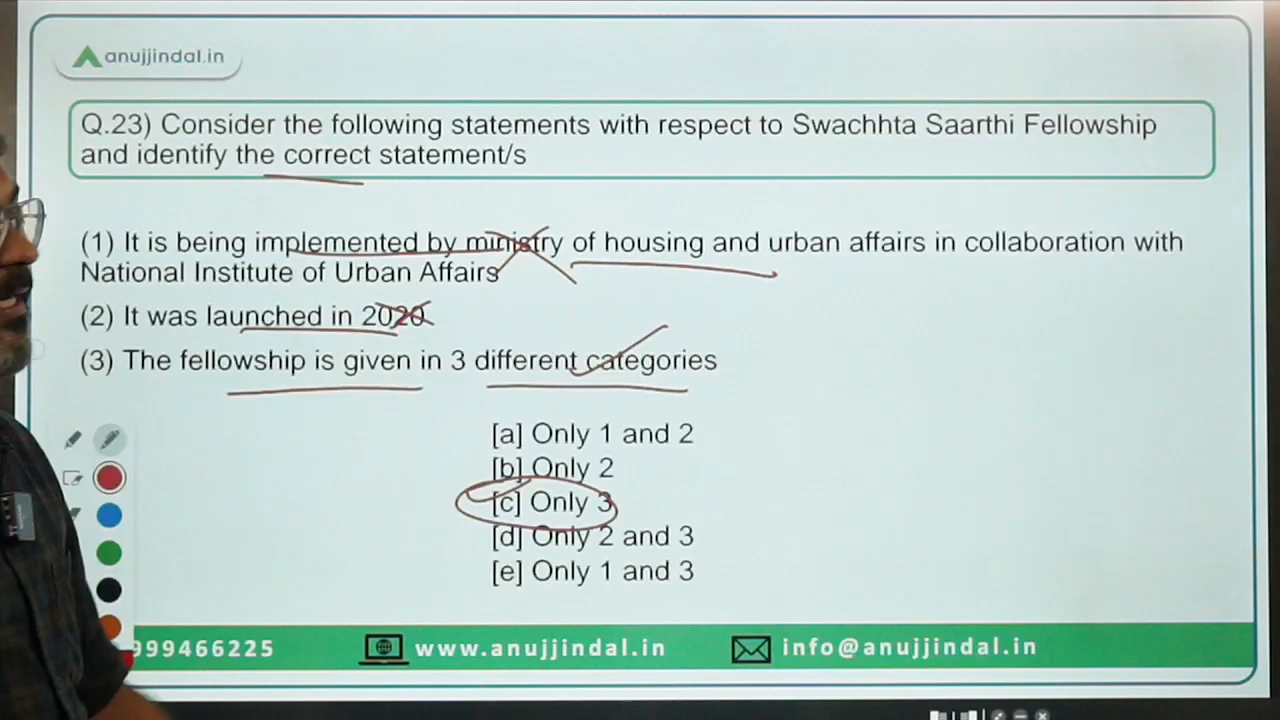 anujjindal.in
Q.23) Consider the following statements with respect to Swachhta Saarthi Fellowship
and identify the correct statement/s
(1) It is being implemented by ministry of housing and urban affairs in collaboration with
National Institute of Urban Affairs
(2) It was launched in 2020
(3) The fellowship is given in 3 different categories
[a] Only 1 and 2
[b] Only 2
[c] Only 3
[d] Only 2 and 3
[e] Only 1 and 3
999466225
www.anujjindal.in
info@anujjindal.in